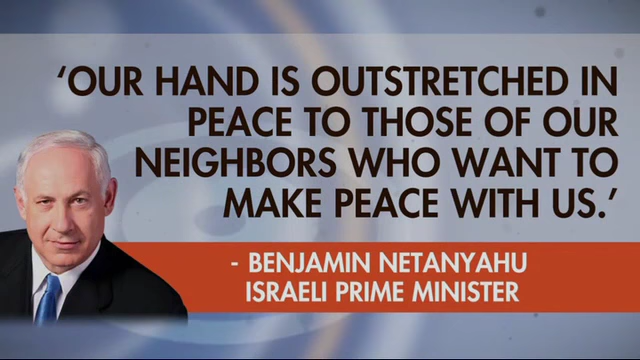 ‘OUR HAND IS OUTSTRETCHED IN
PEACE TO THOSE OF OUR
NEIGHBORS WHO WANT TO
MAKE PEACE WITH US.’
- BENJAMIN NETANYAHU
ISRAELI PRIME MINISTER